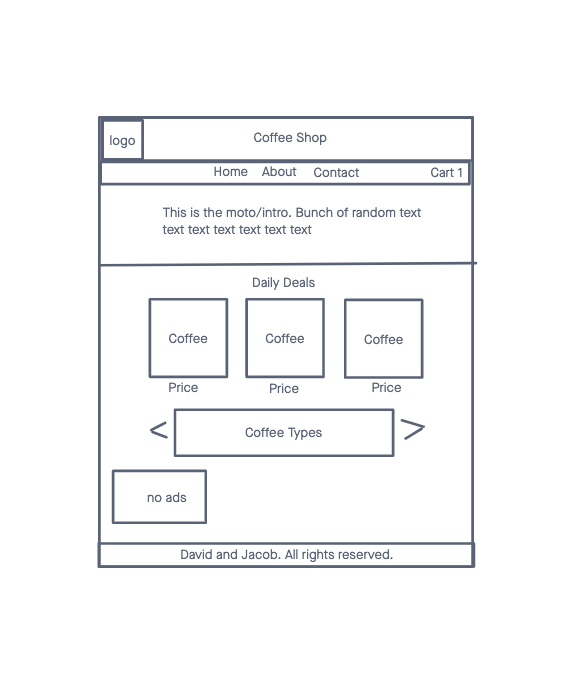 logo
Coffee Shop
Home About Contact Cart 1
This is the moto/intro. Bunch of random text
text text text text text text
Daily Deals
Coffee Coffee Coffee
Price Price Price
< Coffee Types >
no ads
David and Jacob. All rights reserved.